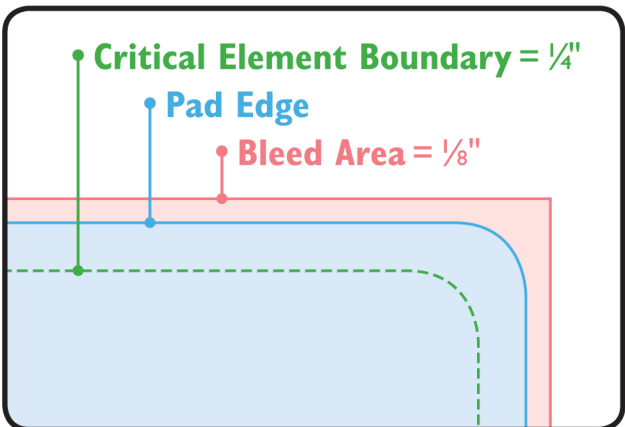 Critical Element Boundary = ¼"
Pad Edge
Bleed Area = ⅛"